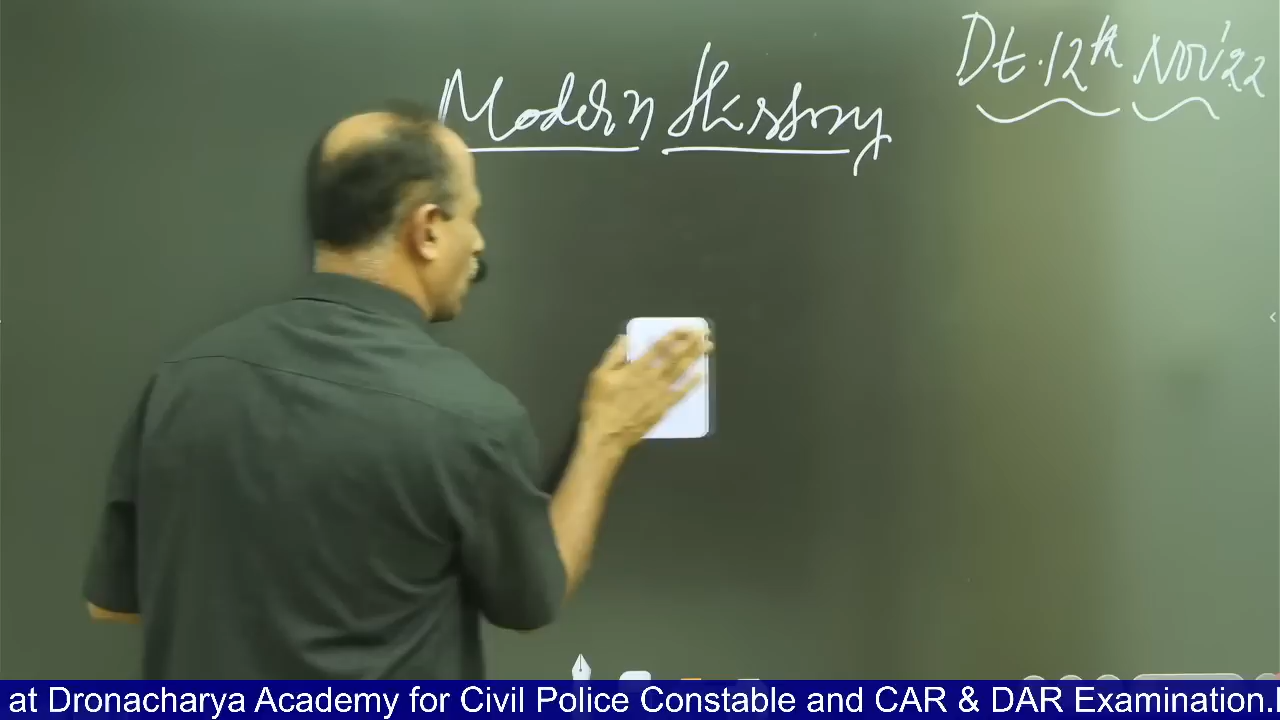 Dt. 12th Nov'22
Modern History
at Dronacharya Academy for Civil Police Constable and CAR & DAR Examination.